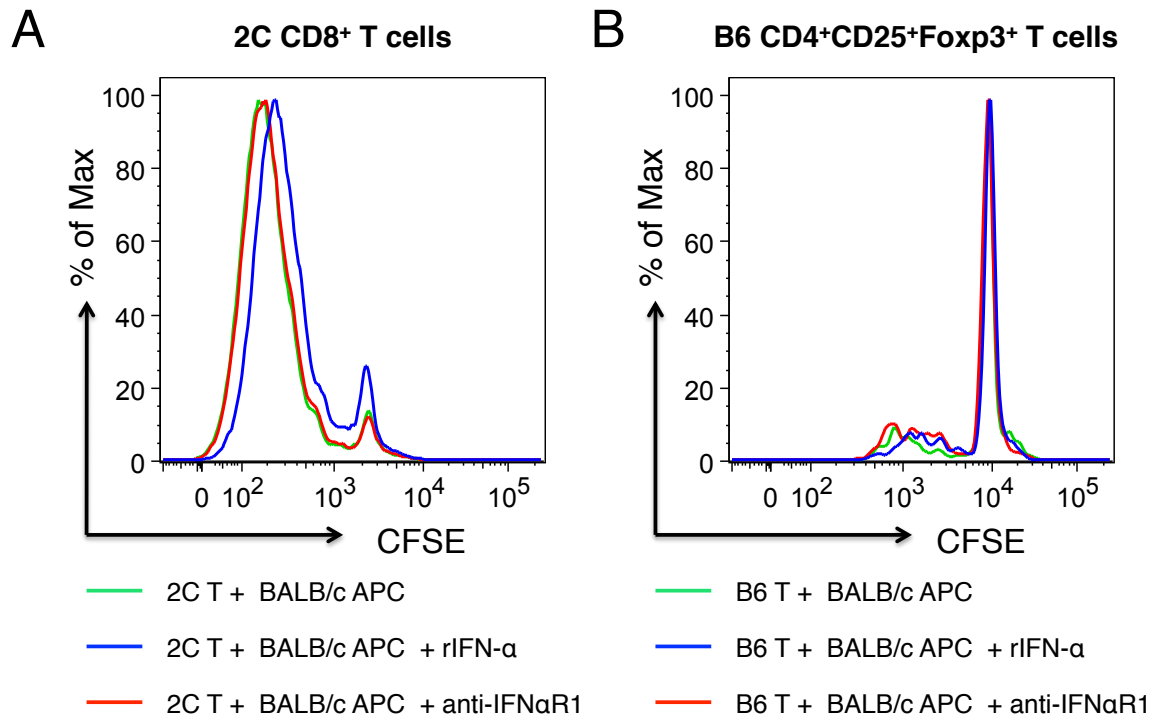 A
2C CD8⁺ T cells
100
80
60
40
20
0
% of Max
0 10² 10³ 10⁴ 10⁵
CFSE
2C T + BALB/c APC
2C T + BALB/c APC + rIFN-α
2C T + BALB/c APC + anti-IFNαR1
B
B6 CD4⁺CD25⁺Foxp3⁺ T cells
100
80
60
40
20
0
% of Max
0 10² 10³ 10⁴ 10⁵
CFSE
B6 T + BALB/c APC
B6 T + BALB/c APC + rIFN-α
B6 T + BALB/c APC + anti-IFNαR1